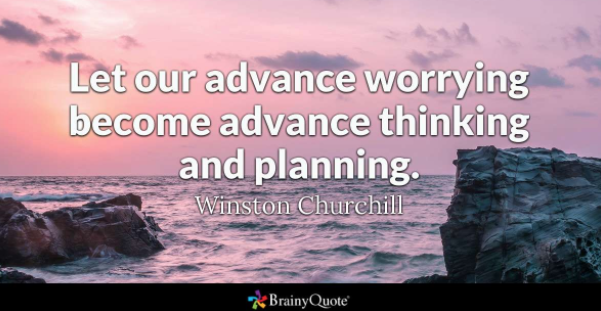 Let our advance worrying
become advance thinking
and planning.
Winston Churchill
BrainyQuote